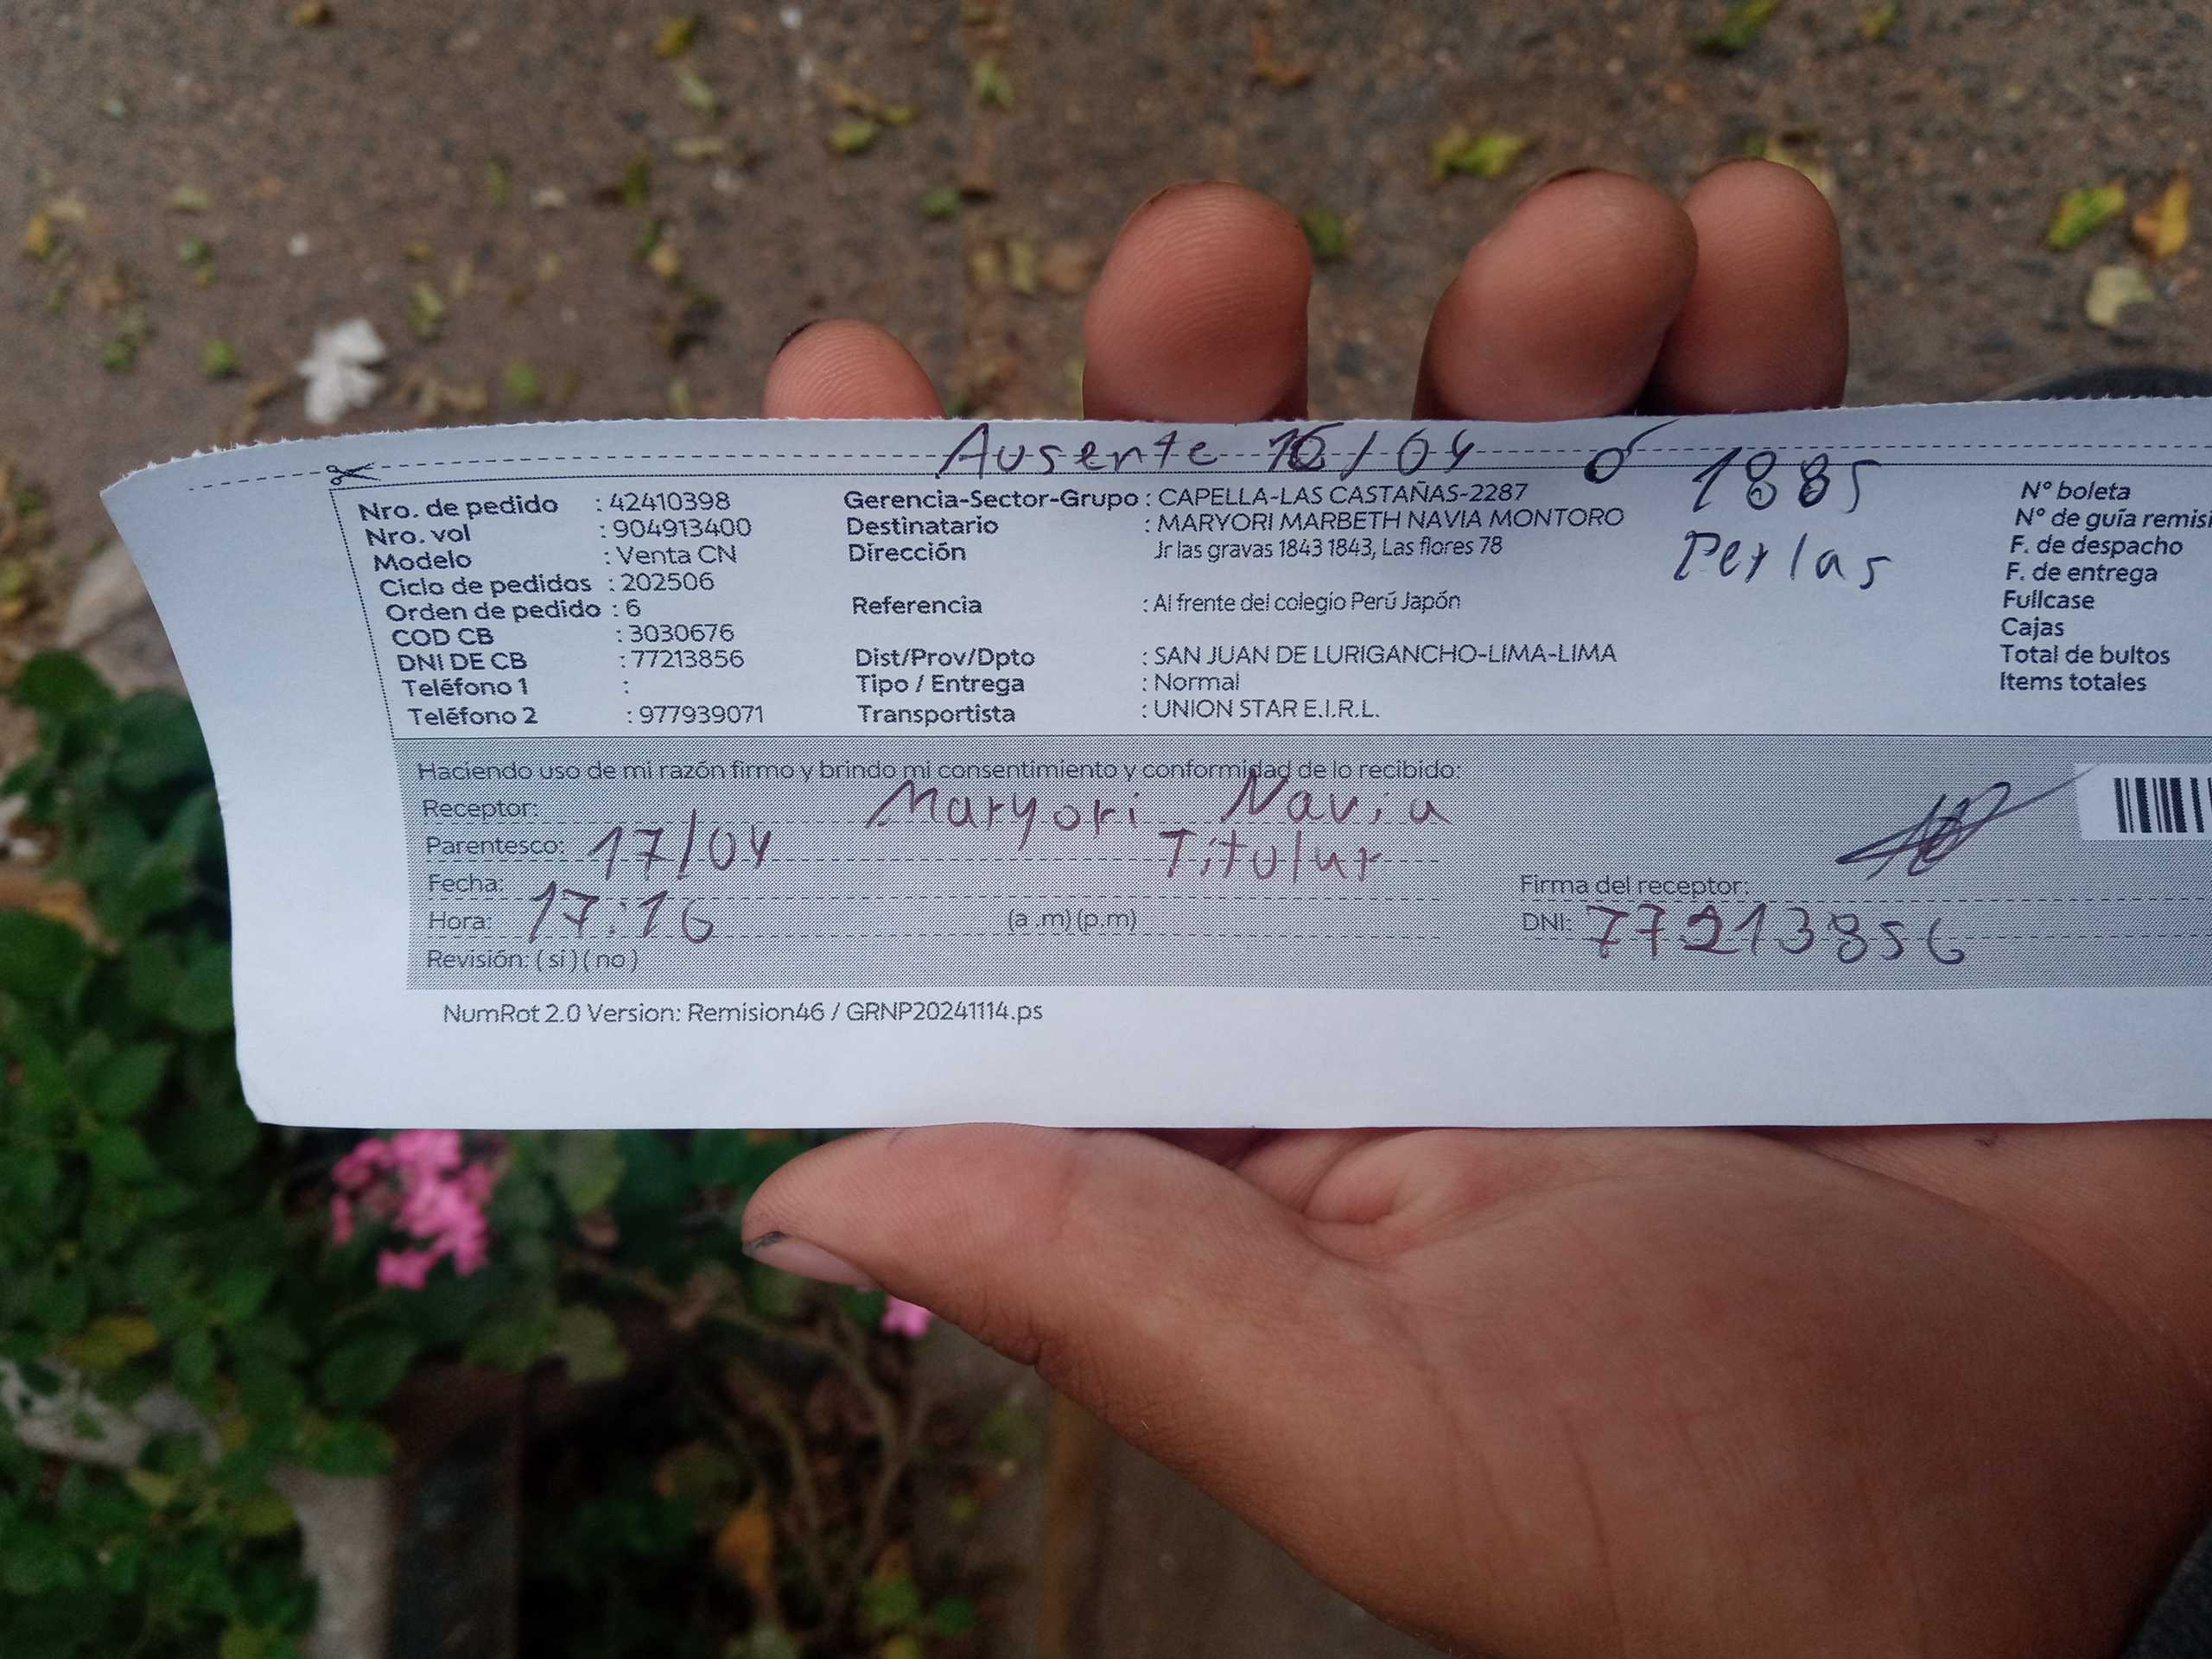 Ausente 16/04 1885
Perlas
Nro. de pedido : 42410398
Nro. vol : 904913400
Modelo : Venta CN
Ciclo de pedidos : 202506
Orden de pedido : 6
COD CB : 3030676
DNI DE CB : 77213856
Teléfono 1 :
Teléfono 2 : 977939071
Gerencia-Sector-Grupo : CAPELLA-LAS CASTAÑAS-2287
Destinatario : MARYORI MARBETH NAVIA MONTORO
Dirección Jr las gravas 1843 1843, Las flores 78
Referencia : Al frente del colegio Perú Japón
Dist/Prov/Dpto : SAN JUAN DE LURIGANCHO-LIMA-LIMA
Tipo / Entrega : Normal
Transportista : UNION STAR E.I.R.L.
Nº boleta
Nº de guía remisi
F. de despacho
F. de entrega
Fullcase
Cajas
Total de bultos
Items totales
Haciendo uso de mi razón firmo y brindo mi consentimiento y conformidad de lo recibido:
Receptor: Maryori Navia
Parentesco: 17/04 Titular
Fecha:
Hora: 17:16 (a.m) (p.m)
Revisión: ( si ) ( no )
Firma del receptor:
DNI: 77213856
NumRot 2.0 Version: Remision46 / GRNP20241114.ps